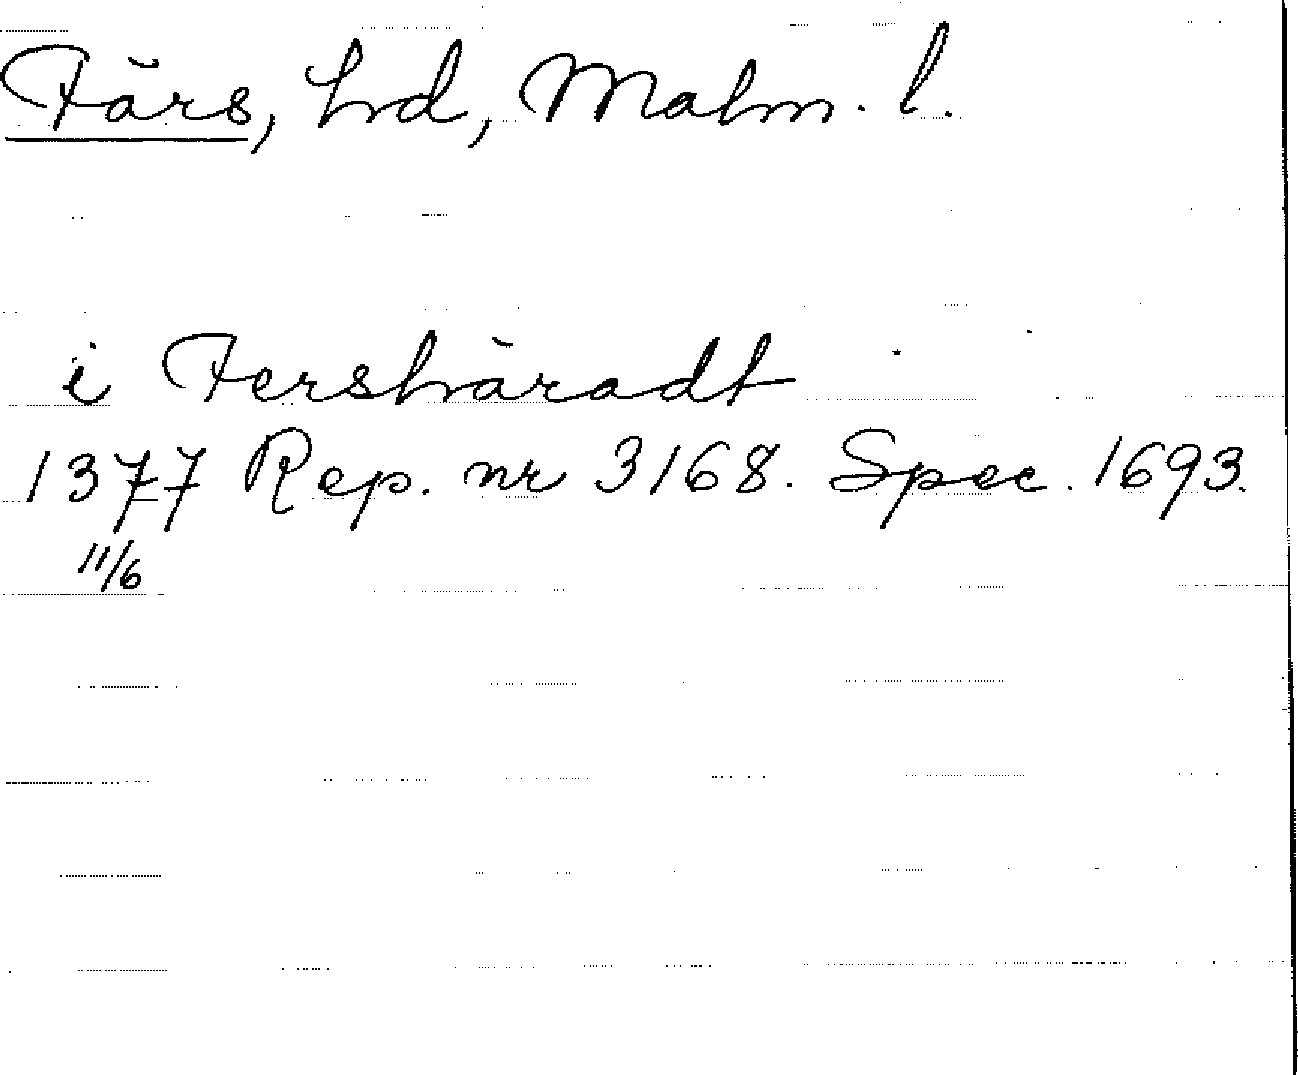 Färs, hd, Malm. l.
i Fershäradt
1377 Rep. nr 3168. Spec. 1693.
11/6